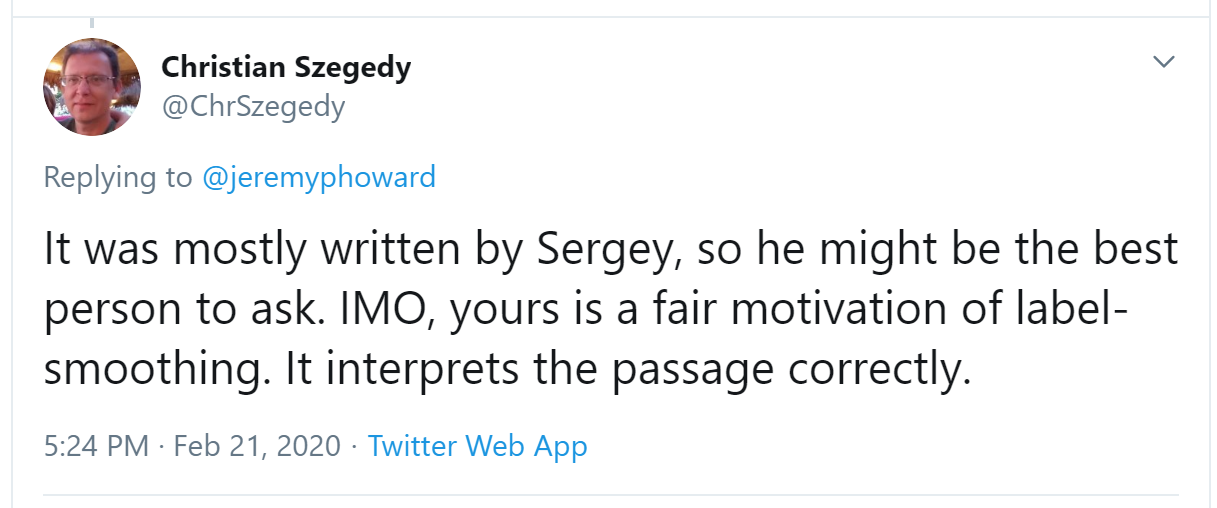 Christian Szegedy
@ChrSzegedy
Replying to @jeremyphoward
It was mostly written by Sergey, so he might be the best
person to ask. IMO, yours is a fair motivation of label-
smoothing. It interprets the passage correctly.
5:24 PM · Feb 21, 2020 · Twitter Web App